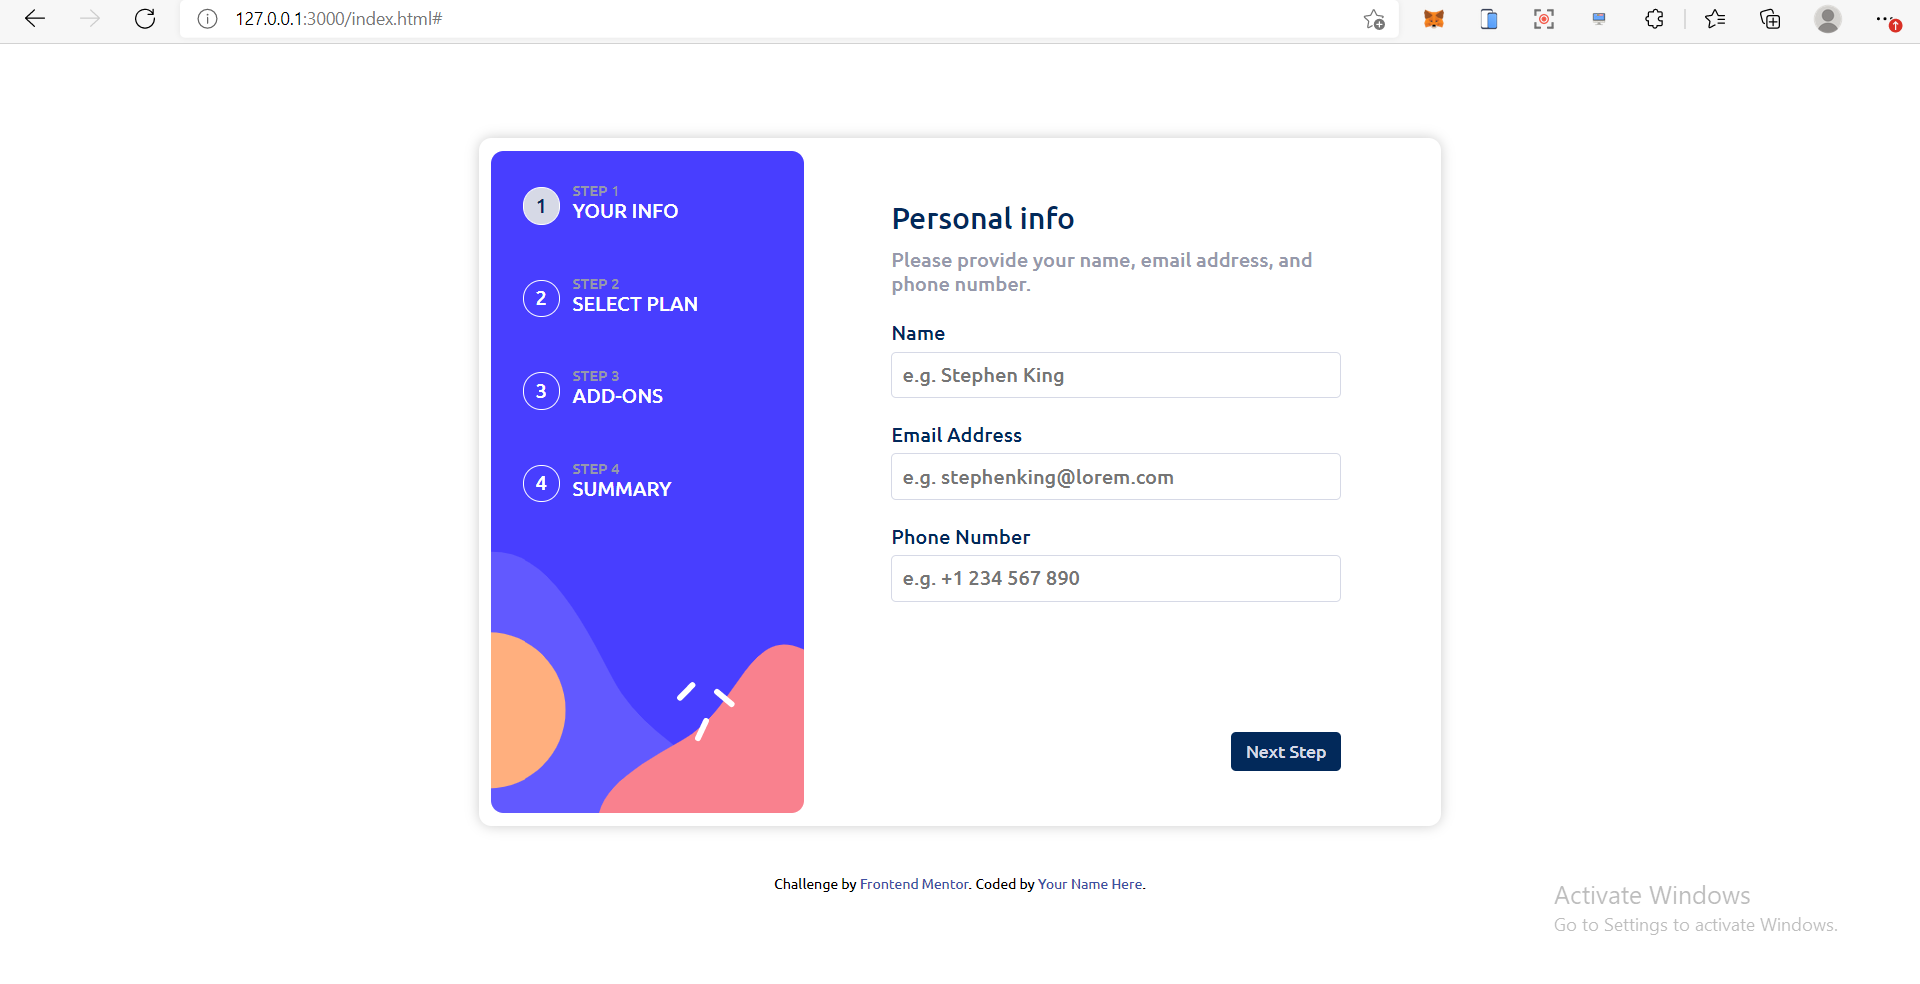 127.0.0.1:3000/index.html#
1
STEP 1
YOUR INFO
2
STEP 2
SELECT PLAN
3
STEP 3
ADD-ONS
4
STEP 4
SUMMARY
Personal info
Please provide your name, email address, and
phone number.
Name
e.g. Stephen King
Email Address
e.g. stephenking@lorem.com
Phone Number
e.g. +1 234 567 890
Next Step
Challenge by Frontend Mentor. Coded by Your Name Here.
Activate Windows
Go to Settings to activate Windows.